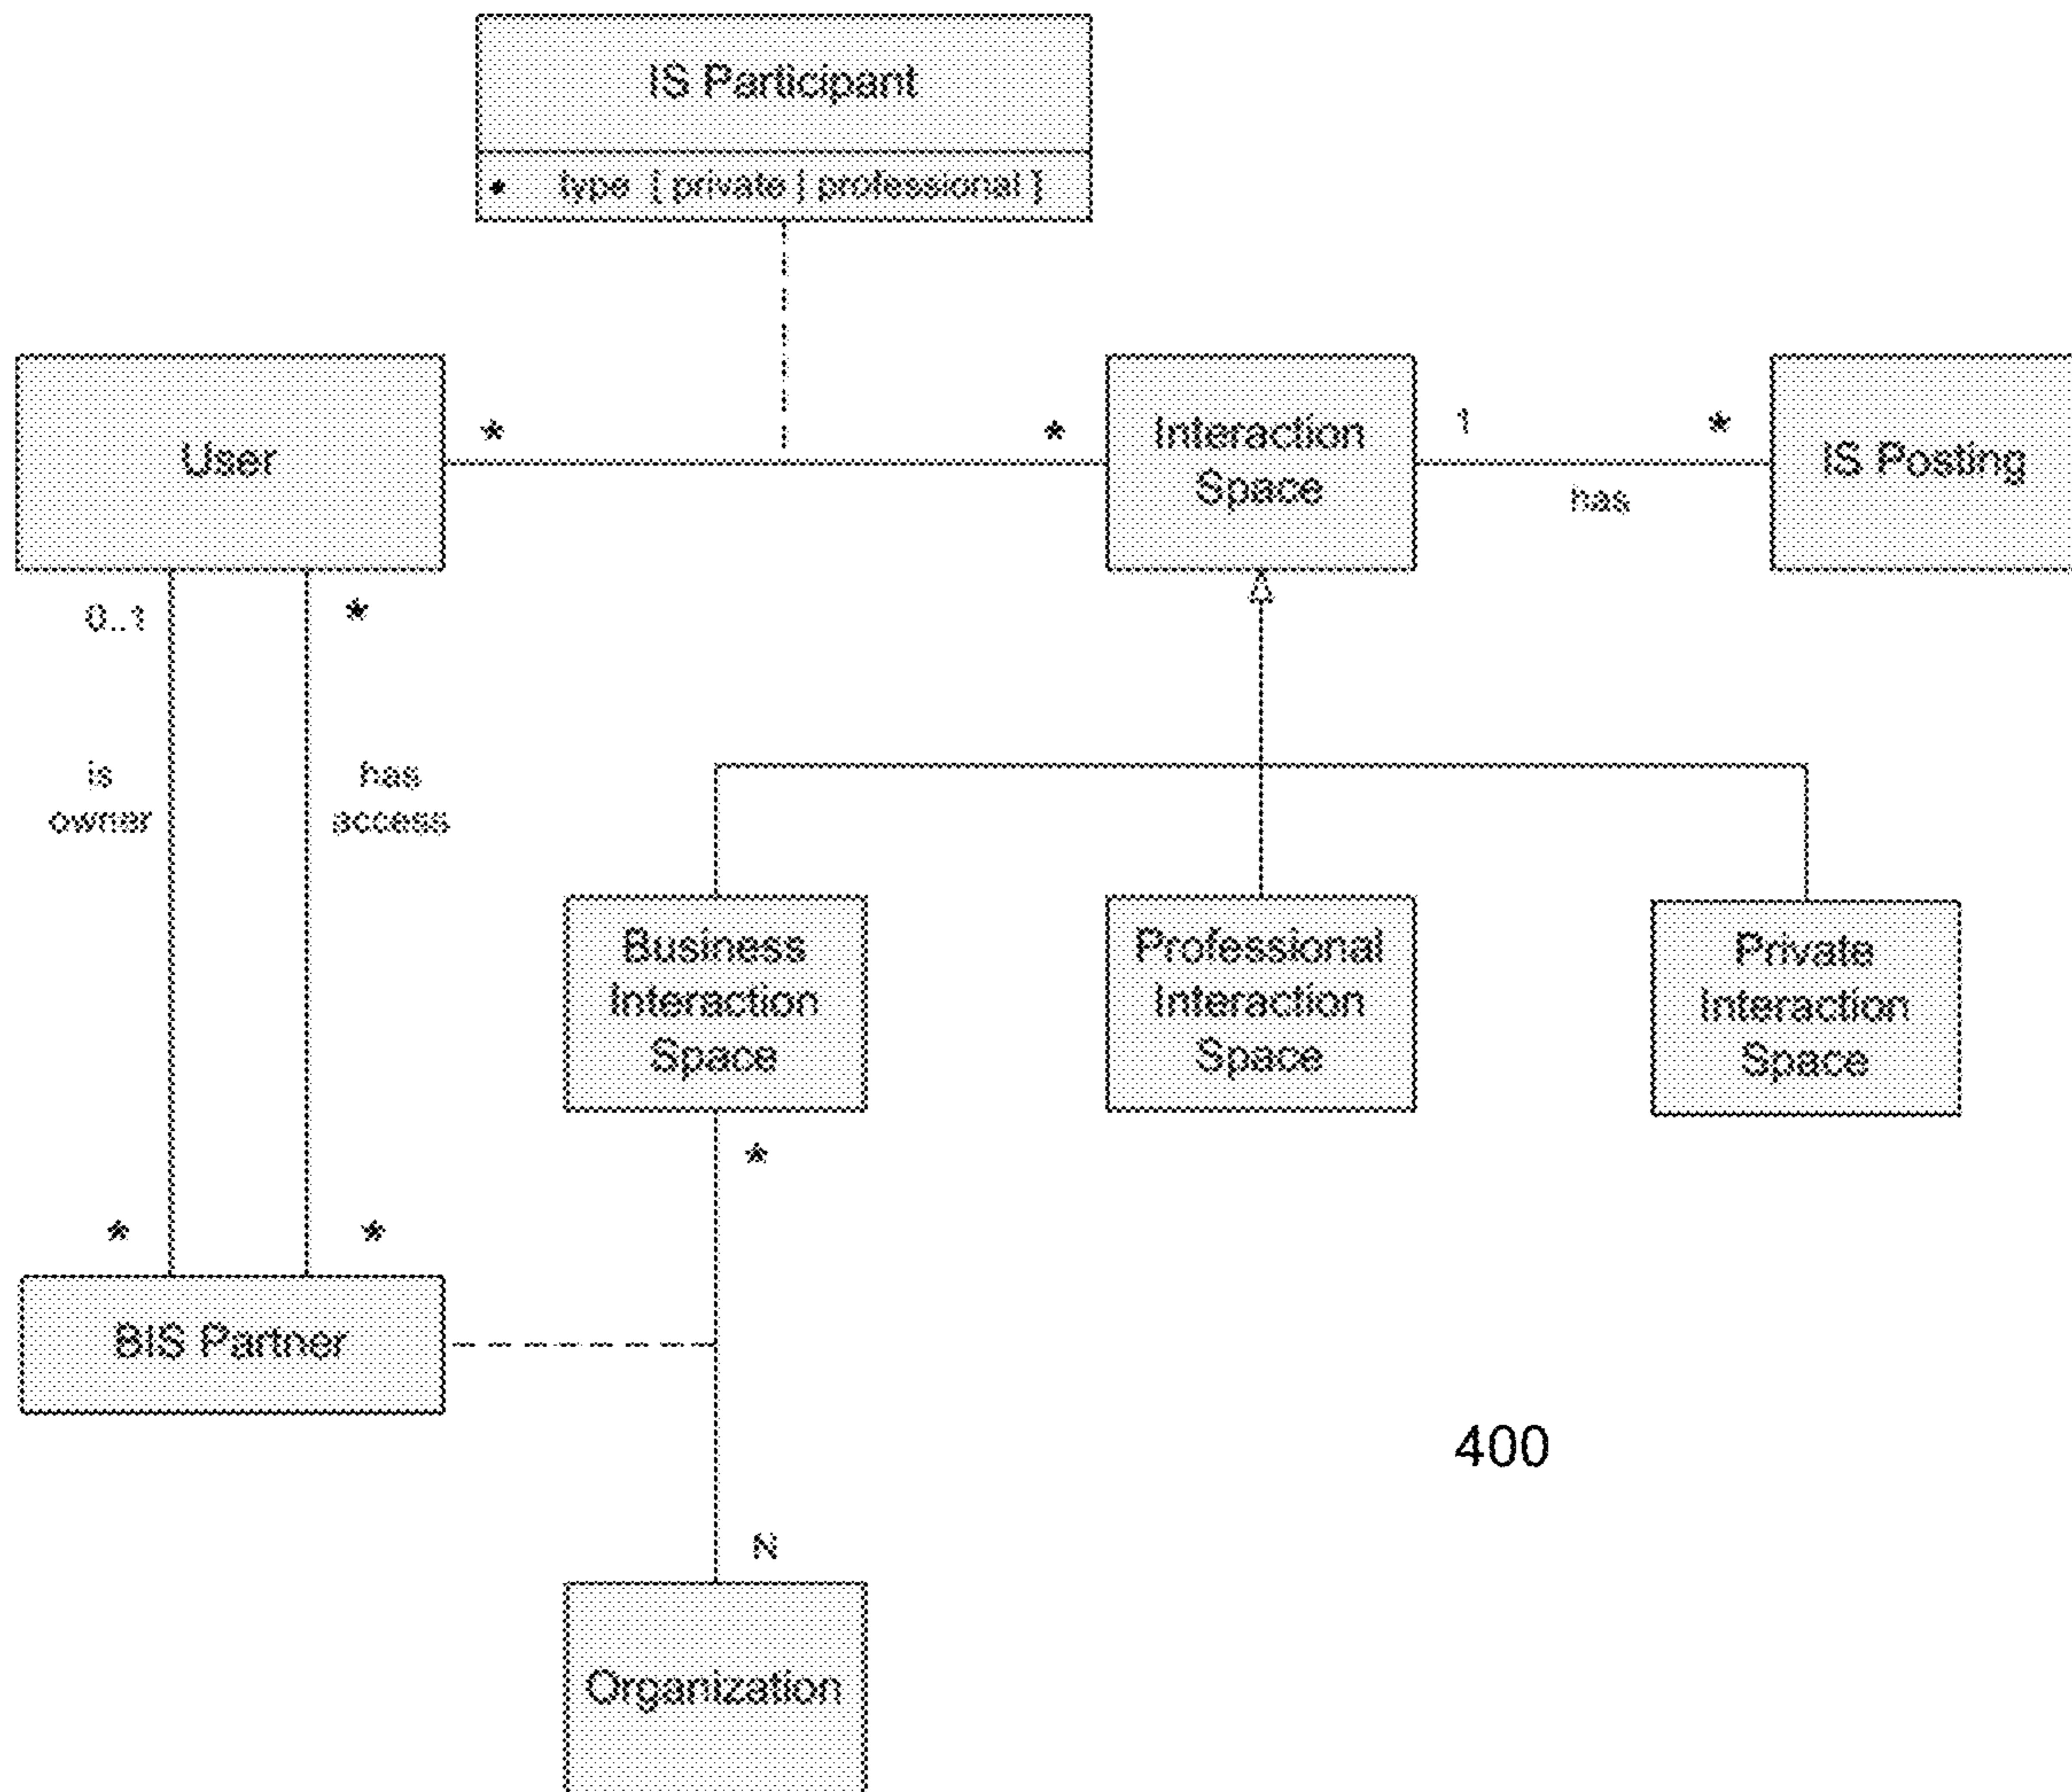 IS Participant
* type [ private | professional ]
User
*
*
Interaction
Space
1
*
has
IS Posting
0..1
*
is
owner
has
access
Business
Interaction
Space
Professional
Interaction
Space
Private
Interaction
Space
*
*
*
BIS Partner
400
N
Organization